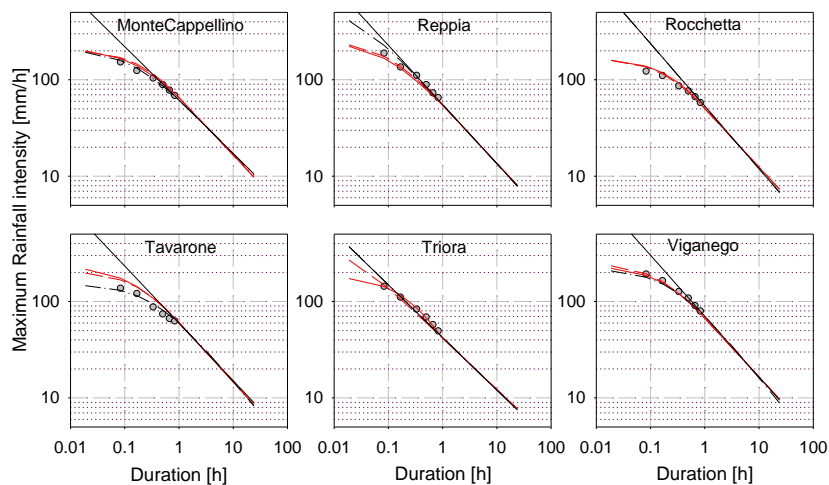 MonteCappellino
Reppia
Rocchetta
100
10
100
10
100
10
Tavarone
Triora
Viganego
100
10
100
10
100
10
0.01 0.1 1 10 100
0.01 0.1 1 10 100
0.01 0.1 1 10 100
Duration [h]
Duration [h]
Duration [h]
Maximum Rainfall intensity [mm/h]